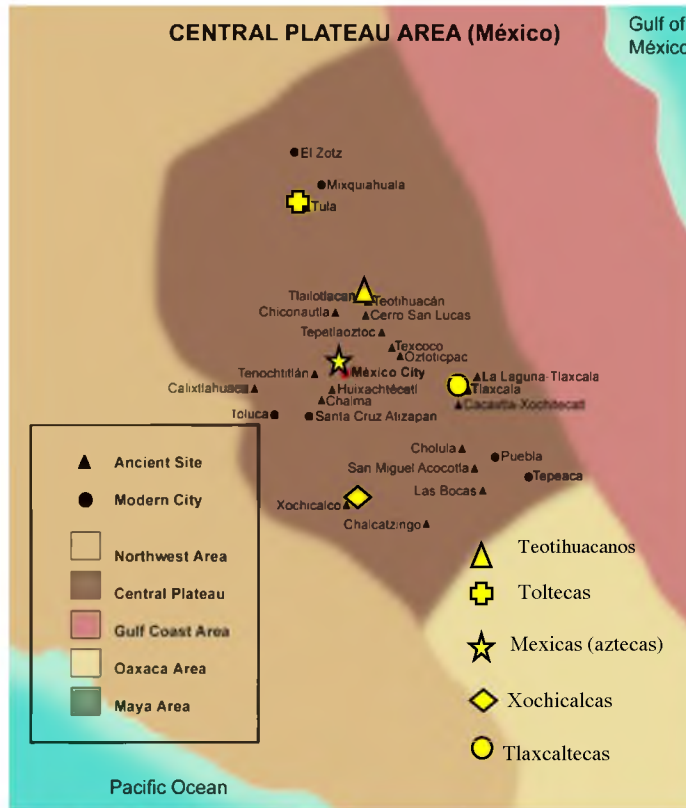 CENTRAL PLATEAU AREA (México)
Gulf of
México
El Zotz
Mixquiahuala
Tula
Tlailotlacan
Teotihuacán
Chiconautla
Cerro San Lucas
Tepetlaoztoc
Texcoco
Oztoticpac
México City
Tenochtitlán
La Laguna-Tlaxcala
Calixtlahuaca
Huixachtécatl
Tlaxcala
Chalma
Cacaxtla-Xochitecatl
Toluca
Santa Cruz Atizapan
Cholula
Puebla
San Miguel Acocotla
Tepeaca
Las Bocas
Xochicalco
Chalcatzingo
Ancient Site
Modern City
Northwest Area
Central Plateau
Gulf Coast Area
Oaxaca Area
Maya Area
Teotihuacanos
Toltecas
Mexicas (aztecas)
Xochicalcas
Tlaxcaltecas
Pacific Ocean